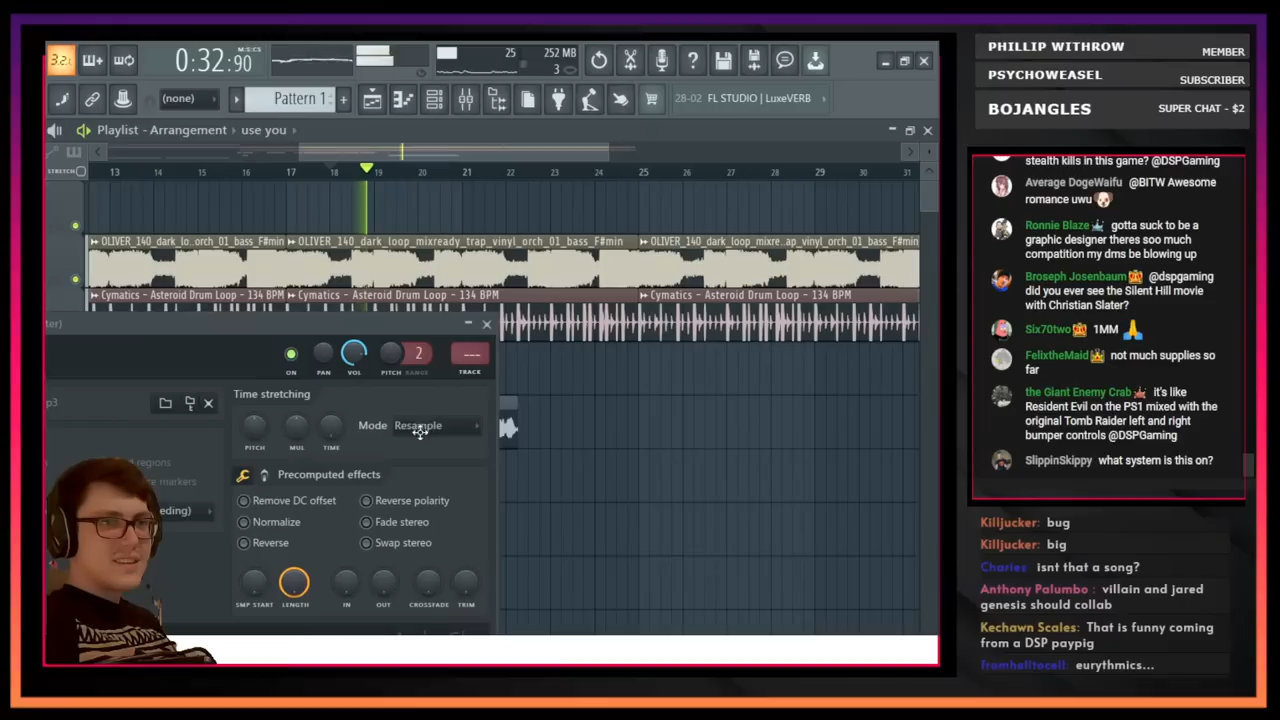 3.2
0:32:90
M:S:CS
25
252 MB
3
(none)
Pattern 1
28-02 FL STUDIO | LuxeVERB
Playlist - Arrangement
use you
STRETCH
13 14 15 16 17 18 19 20 21 22 23 24 25 26 27 28 29 30 31
OLIVER_140_dark_lo..orch_01_bass_F#min
OLIVER_140_dark_loop_mixready_trap_vinyl_orch_01_bass_F#min
OLIVER_140_dark_loop_mixre..ap_vinyl_orch_01_bass_F#min
Cymatics - Asteroid Drum Loop - 134 BPM
Cymatics - Asteroid Drum Loop - 134 BPM
Cymatics - Asteroid Drum Loop - 134 BPM
ter)
2
---
ON
PAN
VOL
PITCH
RANGE
TRACK
p3
Time stretching
Mode
Resample
PITCH
MUL
TIME
d-regions
Precomputed effects
e markers
Remove DC offset
Reverse polarity
eding)
Normalize
Fade stereo
Reverse
Swap stereo
SMP START
LENGTH
IN
OUT
CROSSFADE
TRIM
PHILLIP WITHROW
MEMBER
PSYCHOWEASEL
SUBSCRIBER
BOJANGLES
SUPER CHAT - $2
stealth kills in this game? @DSPGaming
Average DogeWaifu @BITW Awesome
romance uwu
Ronnie Blaze gotta suck to be a
graphic designer theres soo much
competition my dms be blowing up
Broseph Josenbaum @dspgaming
did you ever see the Silent Hill movie
with Christian Slater?
Six70two 1MM
FelixtheMaid not much supplies so
far
the Giant Enemy Crab it's like
Resident Evil on the PS1 mixed with the
original Tomb Raider left and right
bumper controls @DSPGaming
SlippinSkippy what system is this on?
Killjucker: bug
Killjucker: big
Charles: isnt that a song?
Anthony Palumbo : villain and jared
genesis should collab
Kechawn Scales: That is funny coming
from a DSP paypig
fromhelltocell: eurythmics...